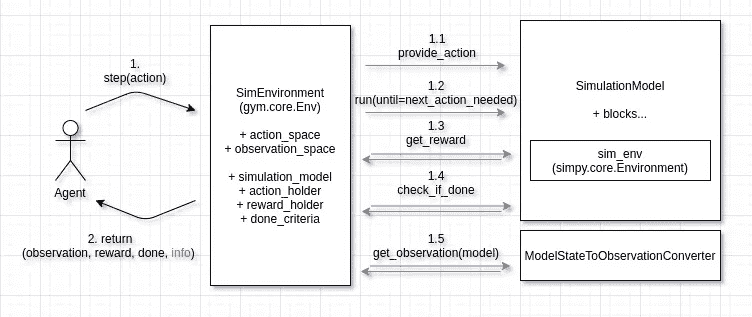 1.
step(action)
Agent
2. return
(observation, reward, done, info)
SimEnvironment
(gym.core.Env)
+ action_space
+ observation_space
+ simulation_model
+ action_holder
+ reward_holder
+ done_criteria
1.1
provide_action
1.2
run(until=next_action_needed)
1.3
get_reward
1.4
check_if_done
1.5
get_observation(model)
SimulationModel
+ blocks...
sim_env
(simpy.core.Environment)
ModelStateToObservationConverter